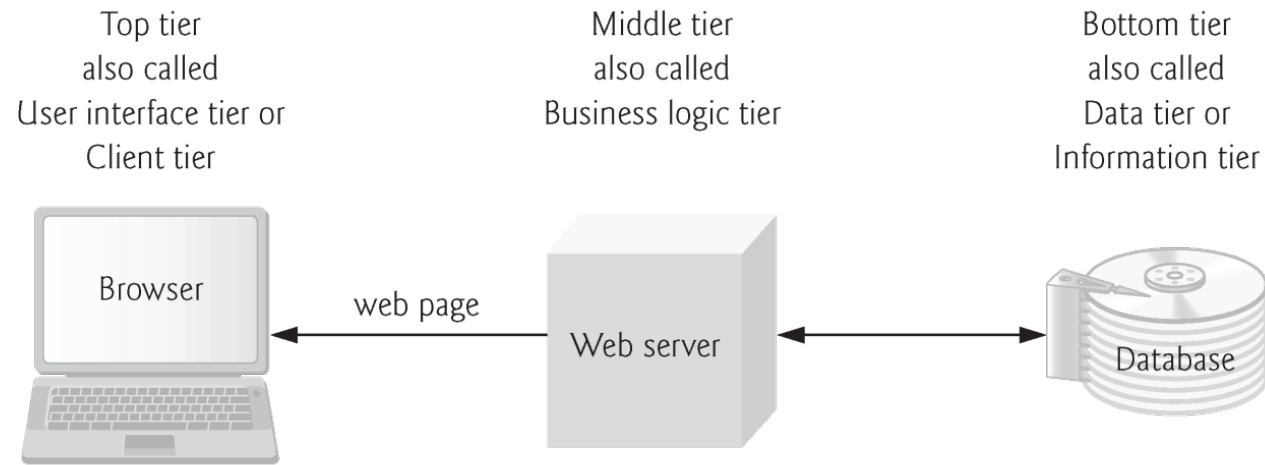 Top tier
also called
User interface tier or
Client tier
Middle tier
also called
Business logic tier
Bottom tier
also called
Data tier or
Information tier
Browser
web page
Web server
Database